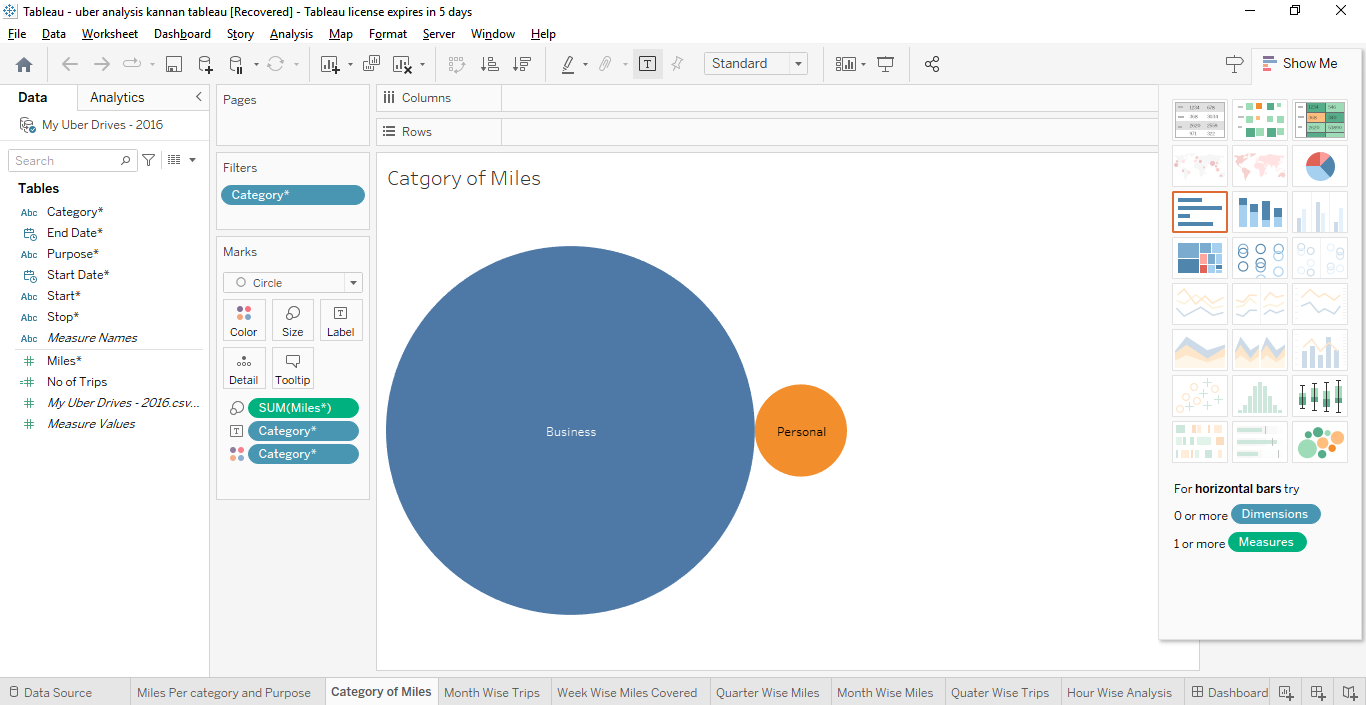 Tableau - uber analysis kannan tableau [Recovered] - Tableau license expires in 5 days
File Data Worksheet Dashboard Story Analysis Map Format Server Window Help
Standard
Show Me
Data Analytics
My Uber Drives - 2016
Search
Tables
Abc Category*
End Date*
Abc Purpose*
Start Date*
Abc Start*
Abc Stop*
Abc Measure Names
Miles*
No of Trips
My Uber Drives - 2016.csv...
Measure Values
Pages
Filters
Category*
Marks
Circle
Color Size Label
Detail Tooltip
SUM(Miles*)
Category*
Category*
Columns
Rows
Catgory of Miles
Business
Personal
For horizontal bars try
0 or more Dimensions
1 or more Measures
Data Source Miles Per category and Purpose Category of Miles Month Wise Trips Week Wise Miles Covered Quarter Wise Miles Month Wise Miles Quater Wise Trips Hour Wise Analysis Dashboard